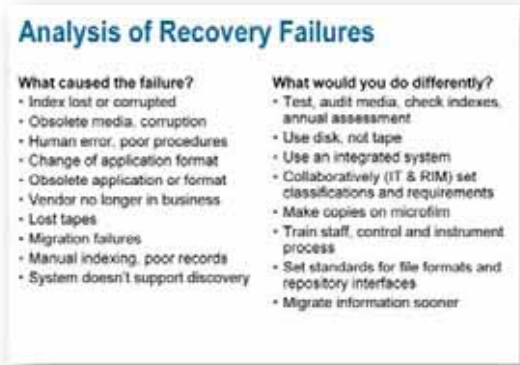 Analysis of Recovery Failures
What caused the failure?
• Index lost or corrupted
• Obsolete media, corruption
• Human error, poor procedures
• Change of application format
• Obsolete application or format
• Vendor no longer in business
• Lost tapes
• Migration failures
• Manual indexing, poor records
• System doesn't support discovery
What would you do differently?
• Test, audit media, check indexes,
annual assessment
• Use disk, not tape
• Use an integrated system
• Collaboratively (IT & RIM) set
classifications and requirements
• Make copies on microfilm
• Train staff, control and instrument
process
• Set standards for file formats and
repository interfaces
• Migrate information sooner